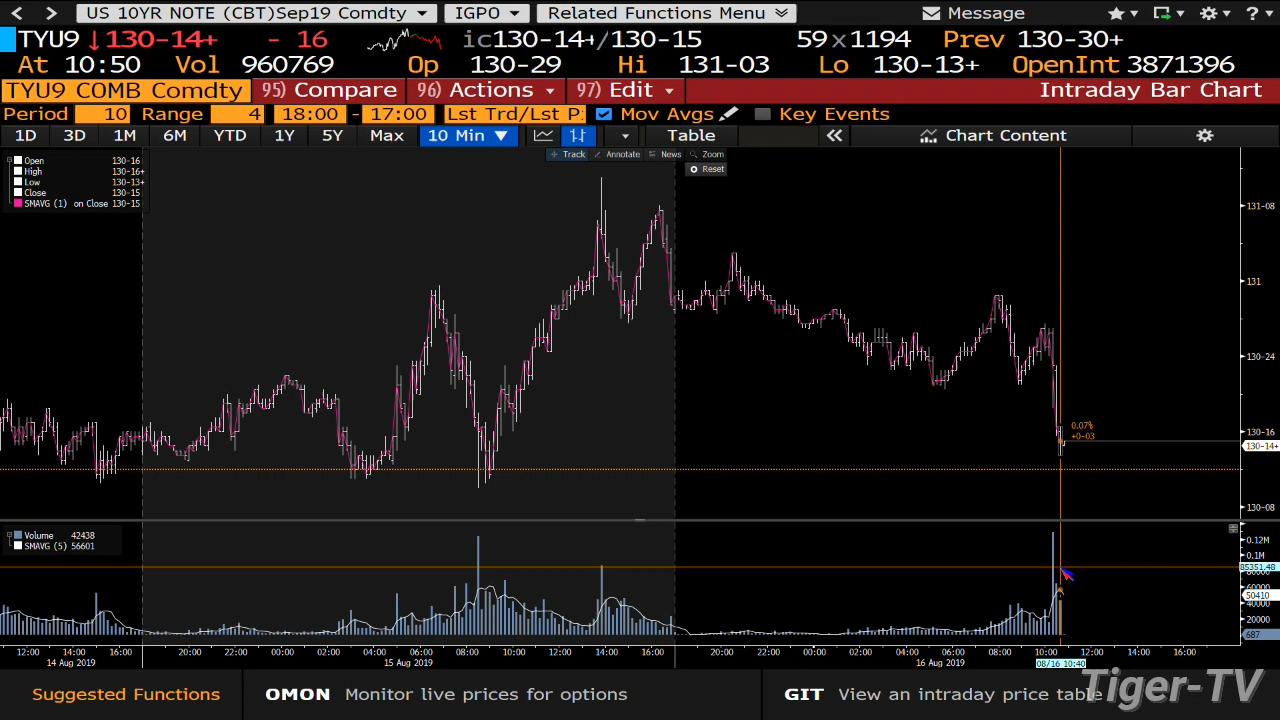 US 10YR NOTE (CBT)Sep19 Comdty IGPO Related Functions Menu Message ?
TYU9 ↓130-14+ - 16 ic130-14+/130-15 59x1194 Prev 130-30+
At 10:50 Vol 960769 Op 130-29 Hi 131-03 Lo 130-13+ OpenInt 3871396
TYU9 COMB Comdty 95) Compare 96) Actions 97) Edit Intraday Bar Chart
Period 10 Range 4 18:00 - 17:00 Lst Trd/Lst P Mov Avgs Key Events
1D 3D 1M 6M YTD 1Y 5Y Max 10 Min ▼ Table « Chart Content
Track Annotate News Zoom
Reset
Open 130-16
High 130-16+
Low 130-13+
Close 130-15
SMAVG (1) on Close 130-15
131-08
131
130-24
0.07%
+0-03
130-16
130-14+
130-08
Volume 42438
SMAVG (5) 56601
0.12M
0.1M
85351.48
80000
60000
50410
40000
20000
687
12:00 14:00 16:00 20:00 22:00 00:00 02:00 04:00 06:00 08:00 10:00 12:00 14:00 16:00 20:00 22:00 00:00 02:00 04:00 06:00 08:00 10:00 12:00 14:00 16:00
14 Aug 2019 15 Aug 2019 16 Aug 2019 08/16 10:40
Suggested Functions OMON Monitor live prices for options GIT View an intraday price table
Tiger-TV